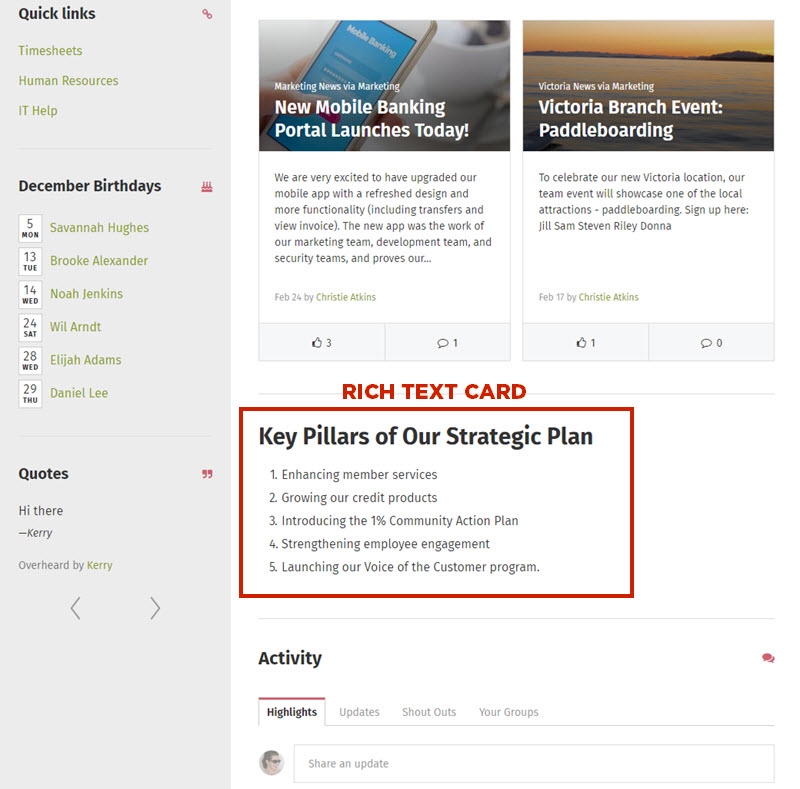 Quick links
Timesheets
Human Resources
IT Help
December Birthdays
5
MON
Savannah Hughes
13
TUE
Brooke Alexander
14
WED
Noah Jenkins
24
SAT
Wil Arndt
28
WED
Elijah Adams
29
THU
Daniel Lee
Quotes
Hi there
—Kerry
Overheard by Kerry
Mobile Banking
Marketing News via Marketing
New Mobile Banking
Portal Launches Today!
We are very excited to have upgraded our
mobile app with a refreshed design and
more functionality (including transfers and
view invoice). The new app was the work of
our marketing team, development team, and
security teams, and proves our...
Feb 24 by Christie Atkins
3
1
Victoria News via Marketing
Victoria Branch Event:
Paddleboarding
To celebrate our new Victoria location, our
team event will showcase one of the local
attractions - paddleboarding. Sign up here:
Jill Sam Steven Riley Donna
Feb 17 by Christie Atkins
1
0
RICH TEXT CARD
Key Pillars of Our Strategic Plan
1. Enhancing member services
2. Growing our credit products
3. Introducing the 1% Community Action Plan
4. Strengthening employee engagement
5. Launching our Voice of the Customer program.
Activity
Highlights Updates Shout Outs Your Groups
Share an update